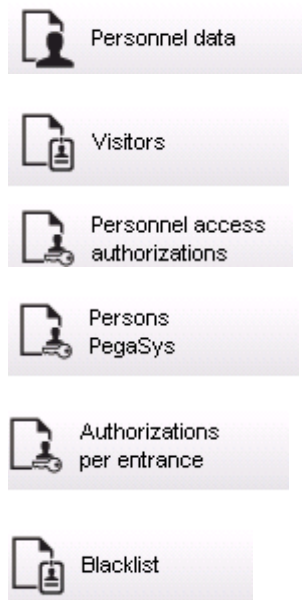 Personnel data
Visitors
Personnel access
authorizations
Persons
PegaSys
Authorizations
per entrance
Blacklist